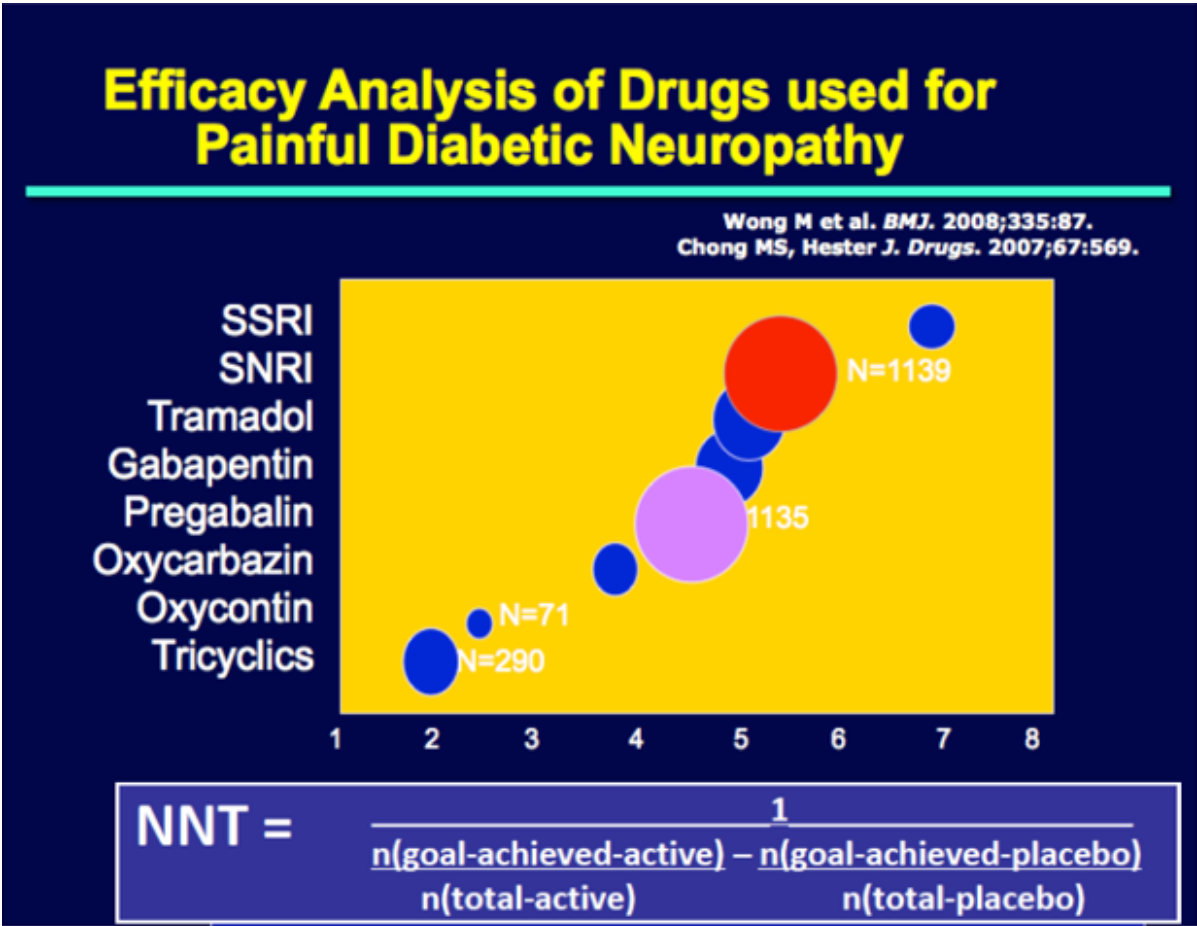 Efficacy Analysis of Drugs used for
Painful Diabetic Neuropathy
Wong M et al. BMJ. 2008;335:87.
Chong MS, Hester J. Drugs. 2007;67:569.
SSRI
SNRI
N=1139
Tramadol
Gabapentin
Pregabalin
1135
Oxycarbazin
Oxycontin
N=71
Tricyclics
N=290
1 2 3 4 5 6 7 8
NNT =
1
n(goal-achieved-active) – n(goal-achieved-placebo)
n(total-active) n(total-placebo)